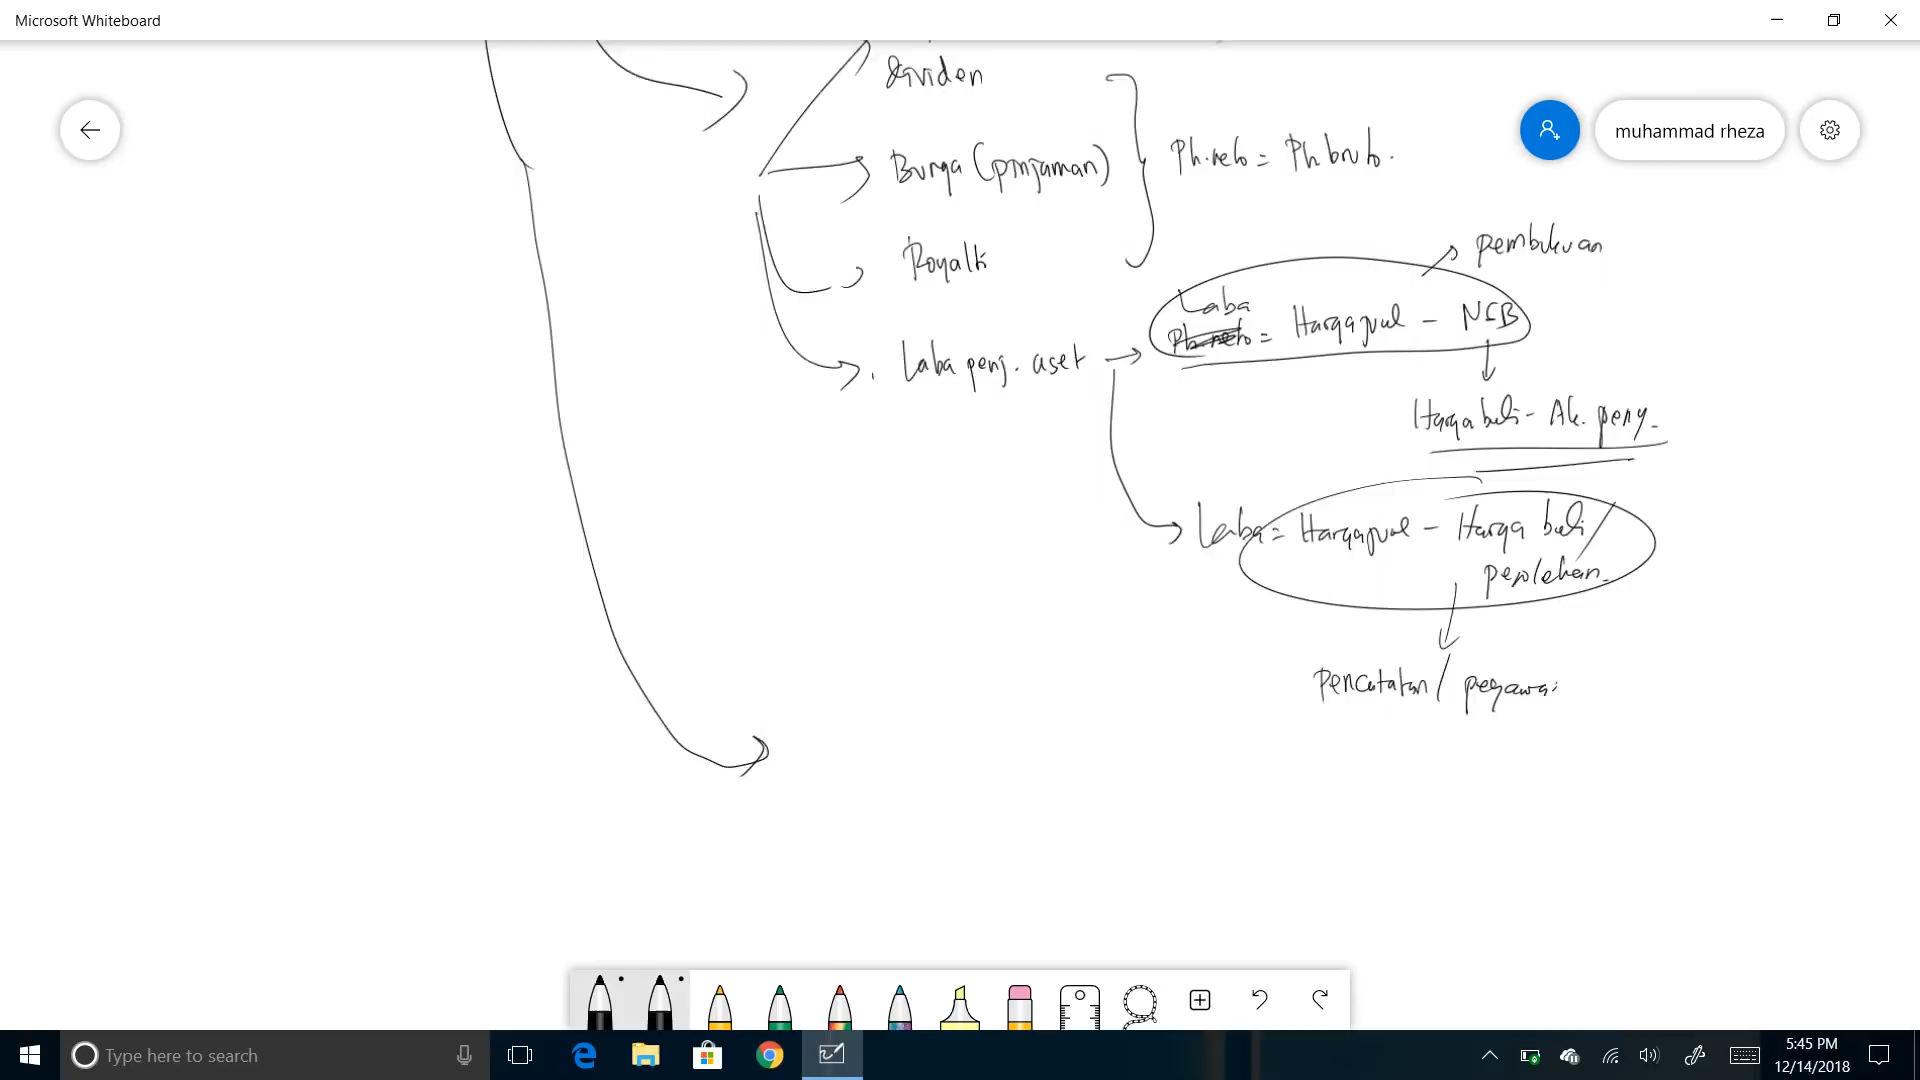 Microsoft Whiteboard
dividen
muhammad rheza
Bunga (pinjaman)
Ph. neto = Ph bruto.
Royalti
pembukuan
Laba
Ph. neto = Harga jual - NSB
Laba penj. aset
Harga beli - Ak. peny.
Laba = Harga jual - Harga beli/
perolehan
Pencatatan / pegawai
Type here to search
5:45 PM
12/14/2018